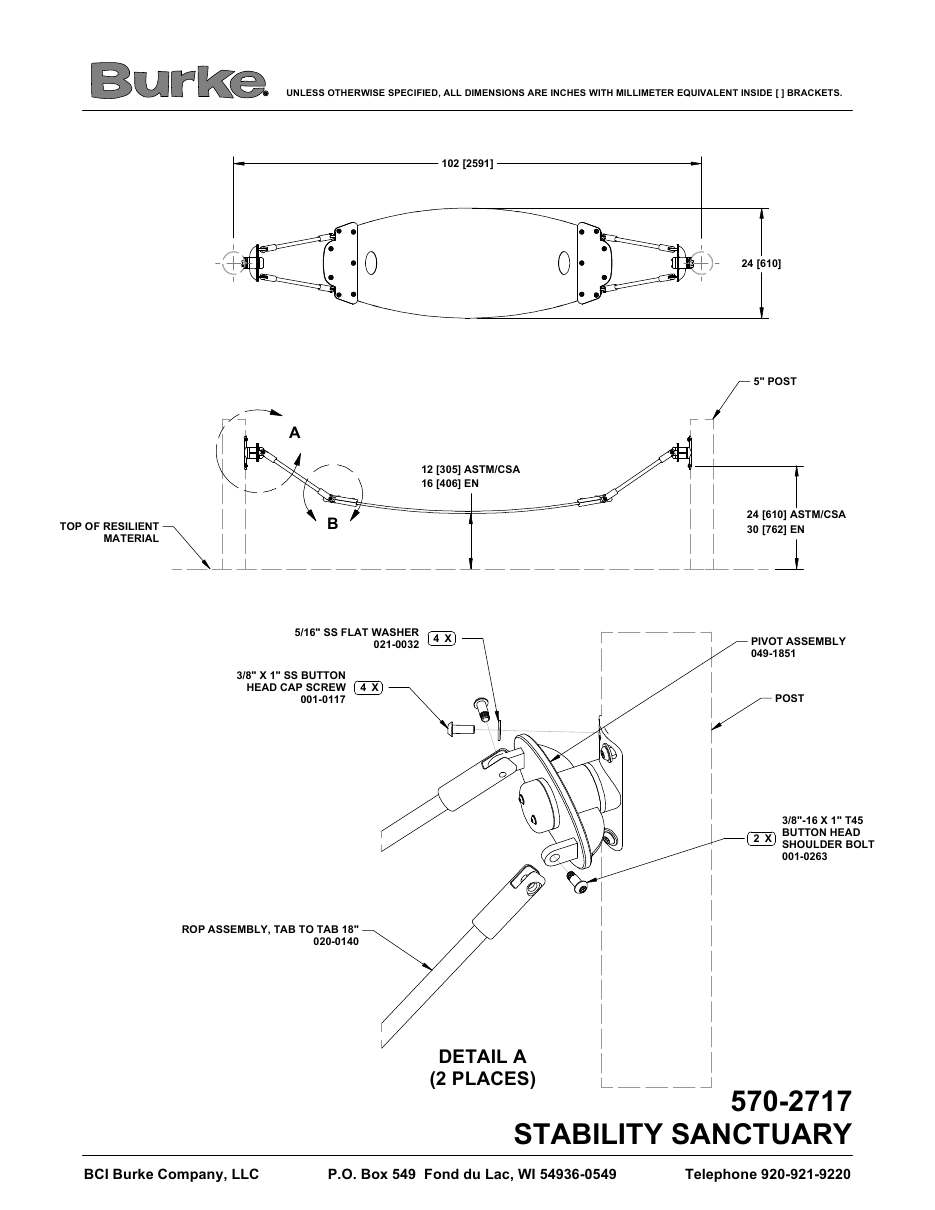 Burke
UNLESS OTHERWISE SPECIFIED, ALL DIMENSIONS ARE INCHES WITH MILLIMETER EQUIVALENT INSIDE [ ] BRACKETS.
102 [2591]
24 [610]
5" POST
A
12 [305] ASTM/CSA
16 [406] EN
B
24 [610] ASTM/CSA
30 [762] EN
TOP OF RESILIENT
MATERIAL
5/16" SS FLAT WASHER
021-0032
4 X
PIVOT ASSEMBLY
049-1851
3/8" X 1" SS BUTTON
HEAD CAP SCREW
001-0117
4 X
POST
3/8"-16 X 1" T45
BUTTON HEAD
SHOULDER BOLT
001-0263
2 X
ROP ASSEMBLY, TAB TO TAB 18"
020-0140
DETAIL A
(2 PLACES)
570-2717
STABILITY SANCTUARY
BCI Burke Company, LLC P.O. Box 549 Fond du Lac, WI 54936-0549 Telephone 920-921-9220